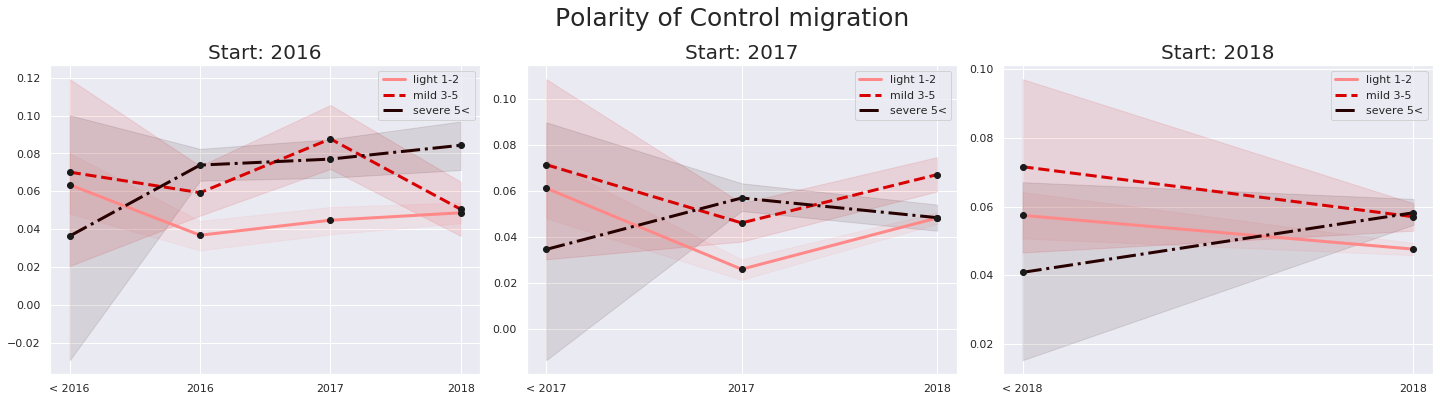 Polarity of Control migration
Start: 2016
0.12
0.10
0.08
0.06
0.04
0.02
0.00
−0.02
< 2016
2016
2017
2018
light 1-2
mild 3-5
severe 5<
Start: 2017
0.10
0.08
0.06
0.04
0.02
0.00
< 2017
2017
2018
light 1-2
mild 3-5
severe 5<
Start: 2018
0.10
0.08
0.06
0.04
0.02
< 2018
2018
light 1-2
mild 3-5
severe 5<